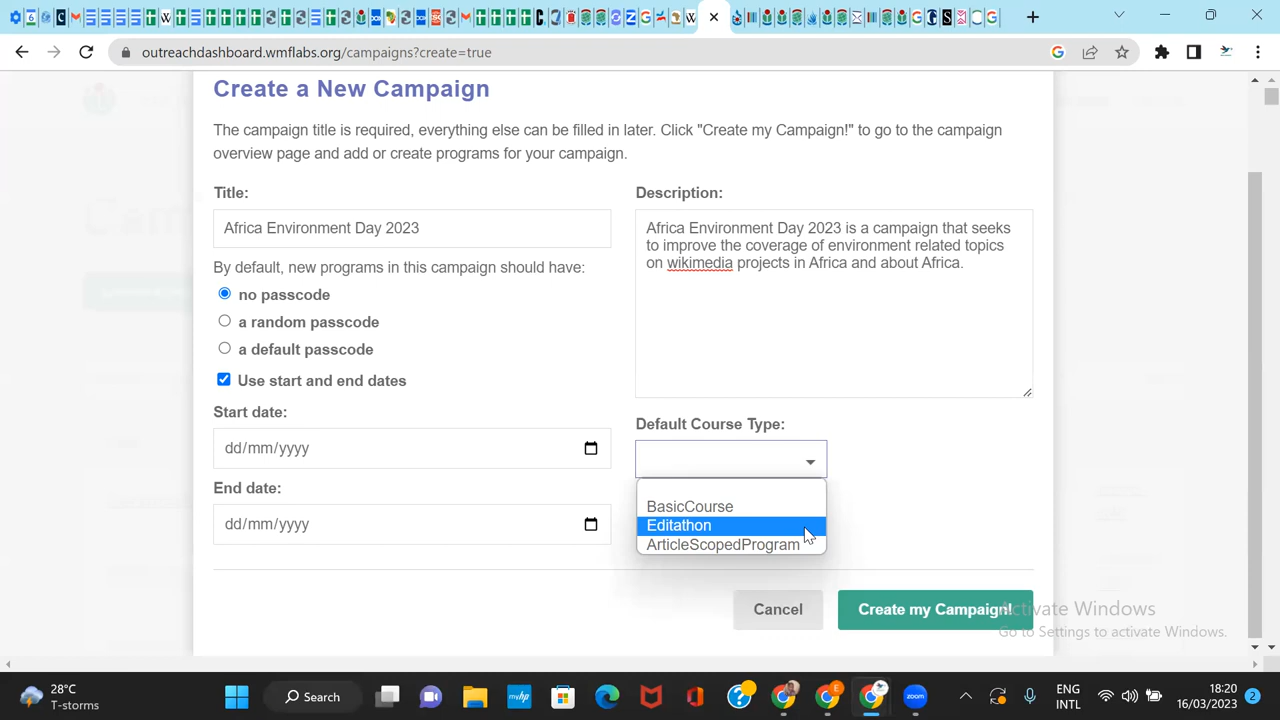 outreachdashboard.wmflabs.org/campaigns?create=true
Create a New Campaign
The campaign title is required, everything else can be filled in later. Click "Create my Campaign!" to go to the campaign
overview page and add or create programs for your campaign.
Title:
Description:
Africa Environment Day 2023
Africa Environment Day 2023 is a campaign that seeks
to improve the coverage of environment related topics
on wikimedia projects in Africa and about Africa.
By default, new programs in this campaign should have:
no passcode
a random passcode
a default passcode
Use start and end dates
Start date:
Default Course Type:
dd/mm/yyyy
End date:
BasicCourse
Editathon
ArticleScopedProgram
dd/mm/yyyy
Cancel
Create my Campaign!
Activate Windows
Go to Settings to activate Windows.
28°C
T-storms
Search
ENG
INTL
18:20
16/03/2023
2